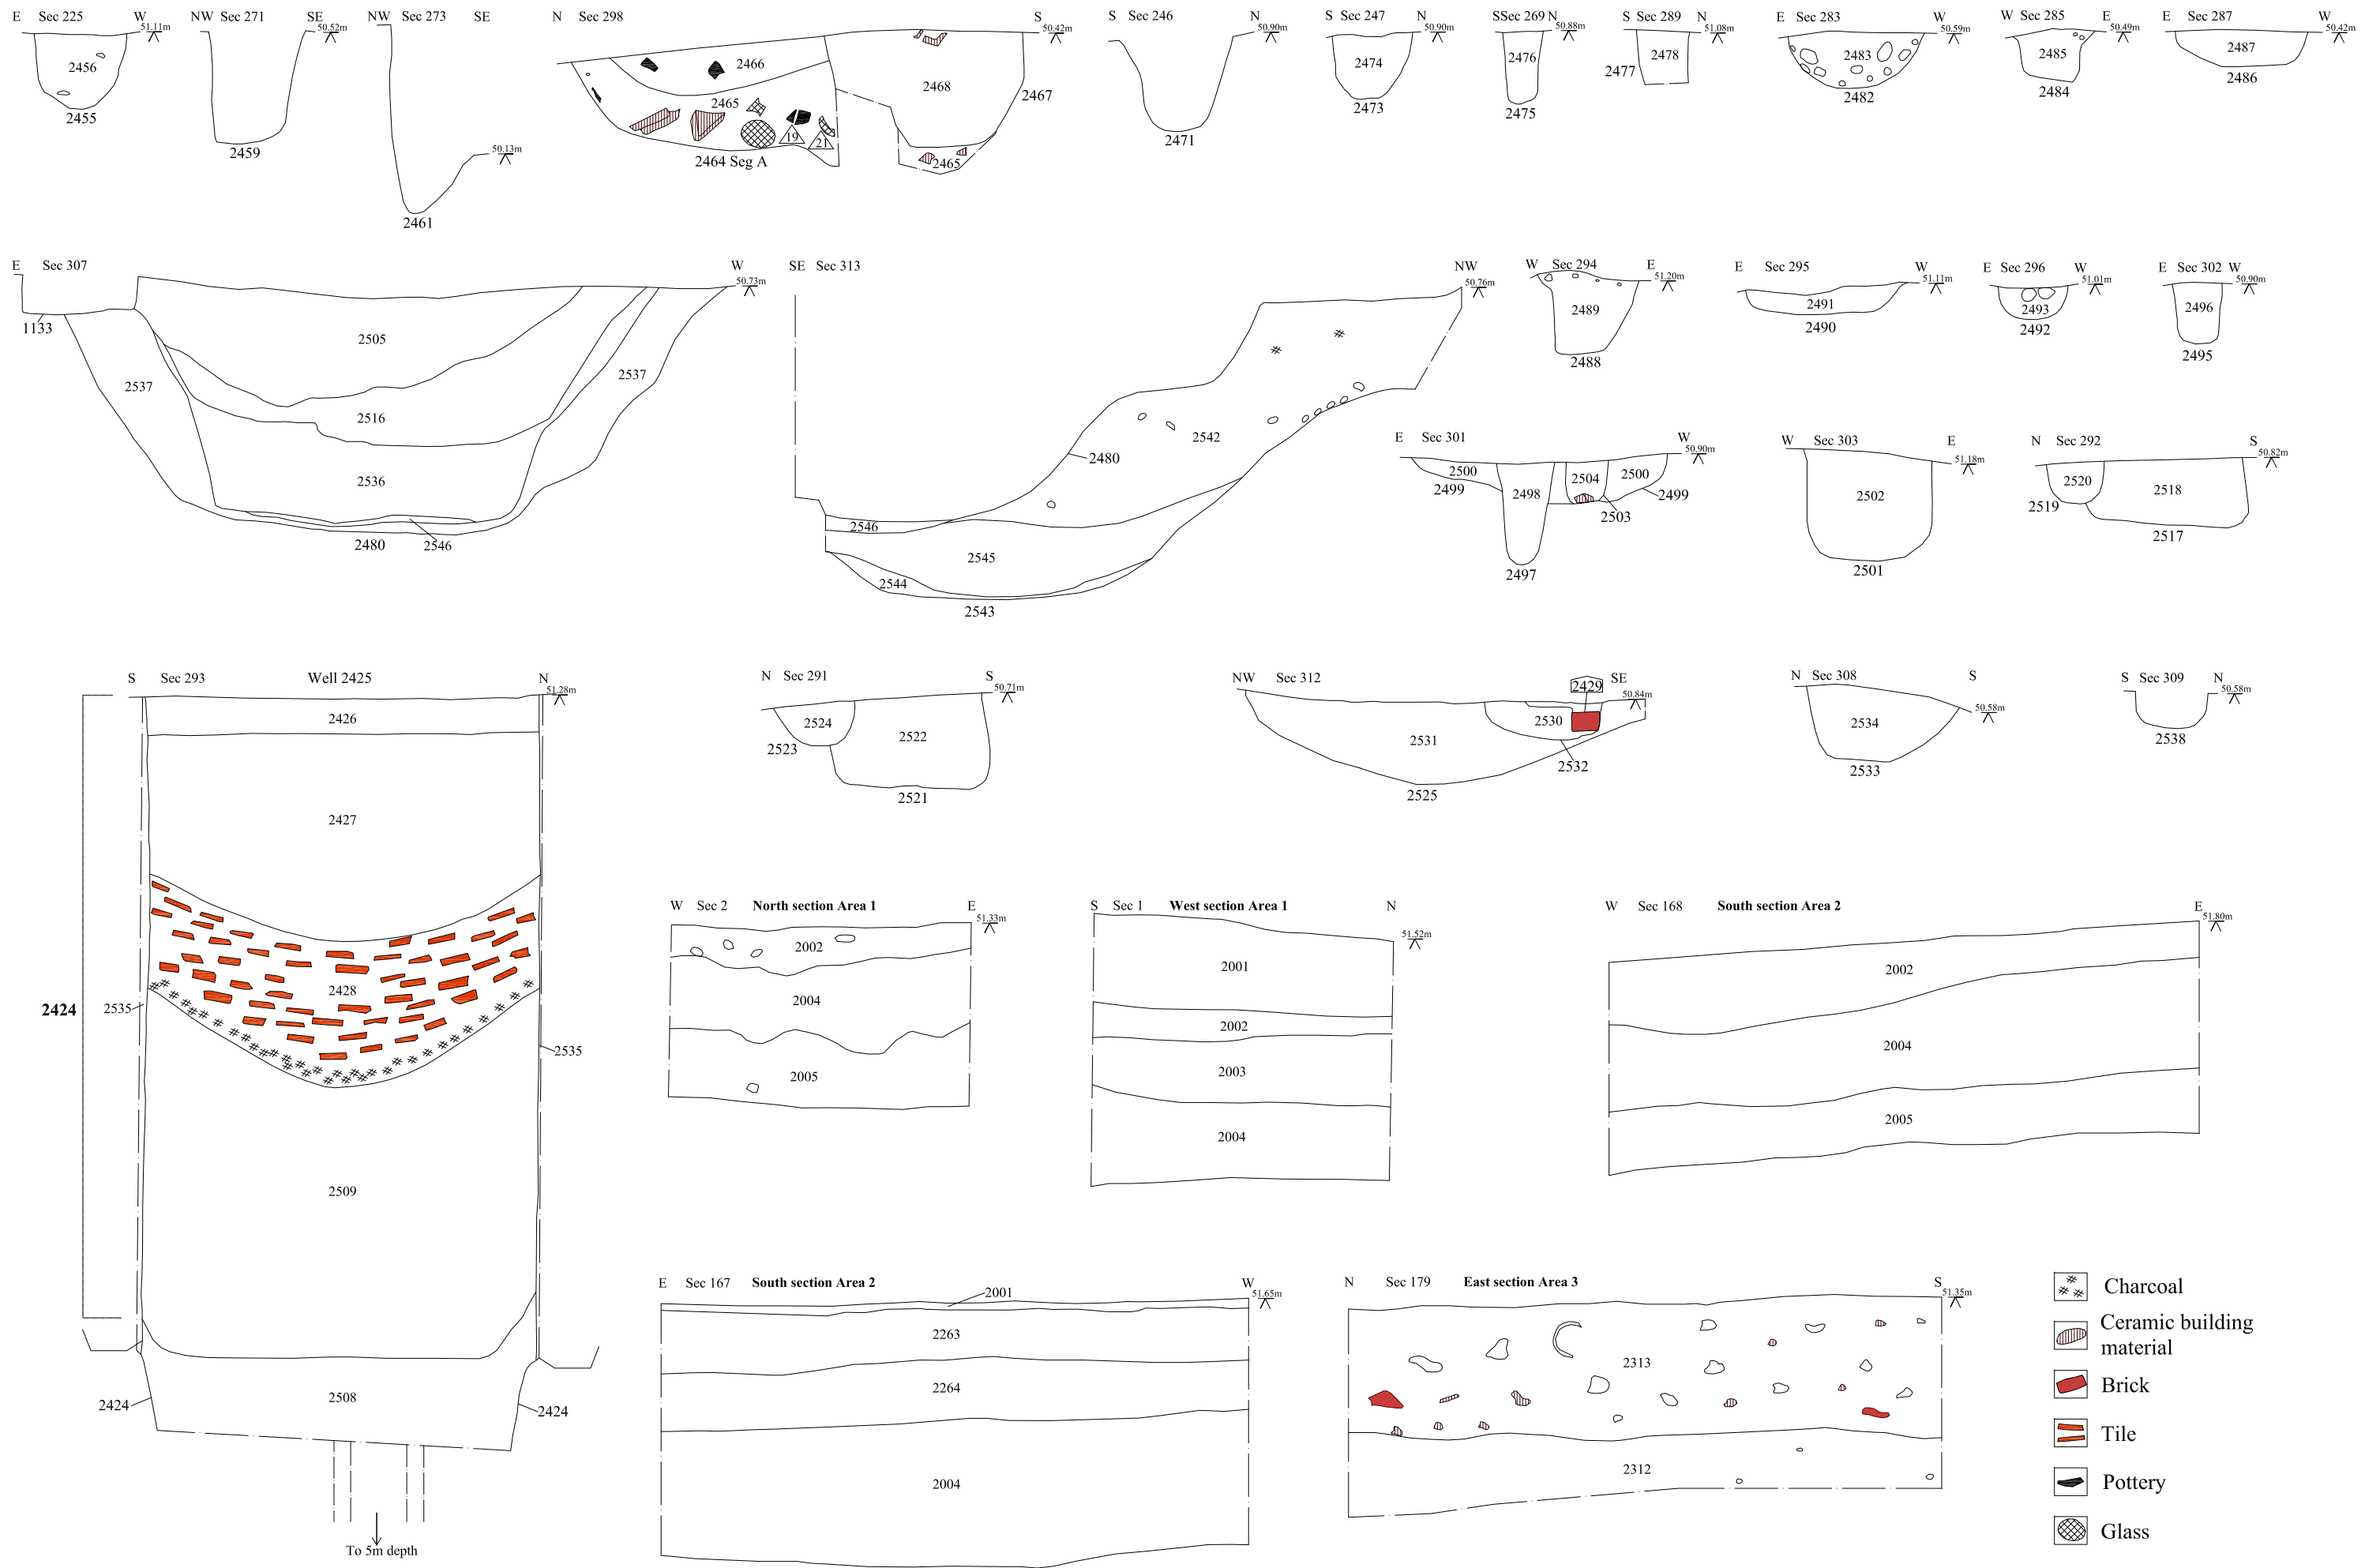 E Sec 225 W
51.11m
2456
2455
NW Sec 271 SE
50.52m
2459
NW Sec 273 SE
50.13m
2461
N Sec 298 S
50.42m
2466
2465
2468
2467
19
21
2464 Seg A
2465
S Sec 246 N
50.90m
2471
S Sec 247 N
50.90m
2474
2473
S Sec 269 N
50.88m
2476
2475
S Sec 289 N
51.08m
2477
2478
E Sec 283 W
50.59m
2483
2482
W Sec 285 E
50.49m
2485
2484
E Sec 287 W
50.42m
2487
2486
E Sec 307 W
50.73m
1133
2505
2537
2537
2516
2536
2480
2546
SE Sec 313 NW
50.76m
2542
2480
2546
2545
2544
2543
W Sec 294 E
51.20m
2489
2488
E Sec 295 W
51.11m
2491
2490
E Sec 296 W
51.01m
2493
2492
E Sec 302 W
50.90m
2496
2495
E Sec 301 W
50.90m
2500
2499
2498
2504
2500
2499
2503
2497
W Sec 303 E
51.18m
2502
2501
N Sec 292 S
50.82m
2520
2518
2519
2517
S Sec 293 Well 2425 N
51.28m
2426
2427
2428
2424
2535
2535
2509
2508
2424
2424
To 5m depth
N Sec 291 S
50.71m
2524
2522
2523
2521
NW Sec 312 SE
2429
50.84m
2530
2531
2532
2525
N Sec 308 S
50.58m
2534
2533
S Sec 309 N
50.58m
2538
W Sec 2 North section Area 1 E
51.33m
2002
2004
2005
S Sec 1 West section Area 1 N
51.52m
2001
2002
2003
2004
W Sec 168 South section Area 2 E
51.80m
2002
2004
2005
E Sec 167 South section Area 2 W
51.65m
2001
2263
2264
2004
N Sec 179 East section Area 3 S
51.35m
2313
2312
Charcoal
Ceramic building
material
Brick
Tile
Pottery
Glass